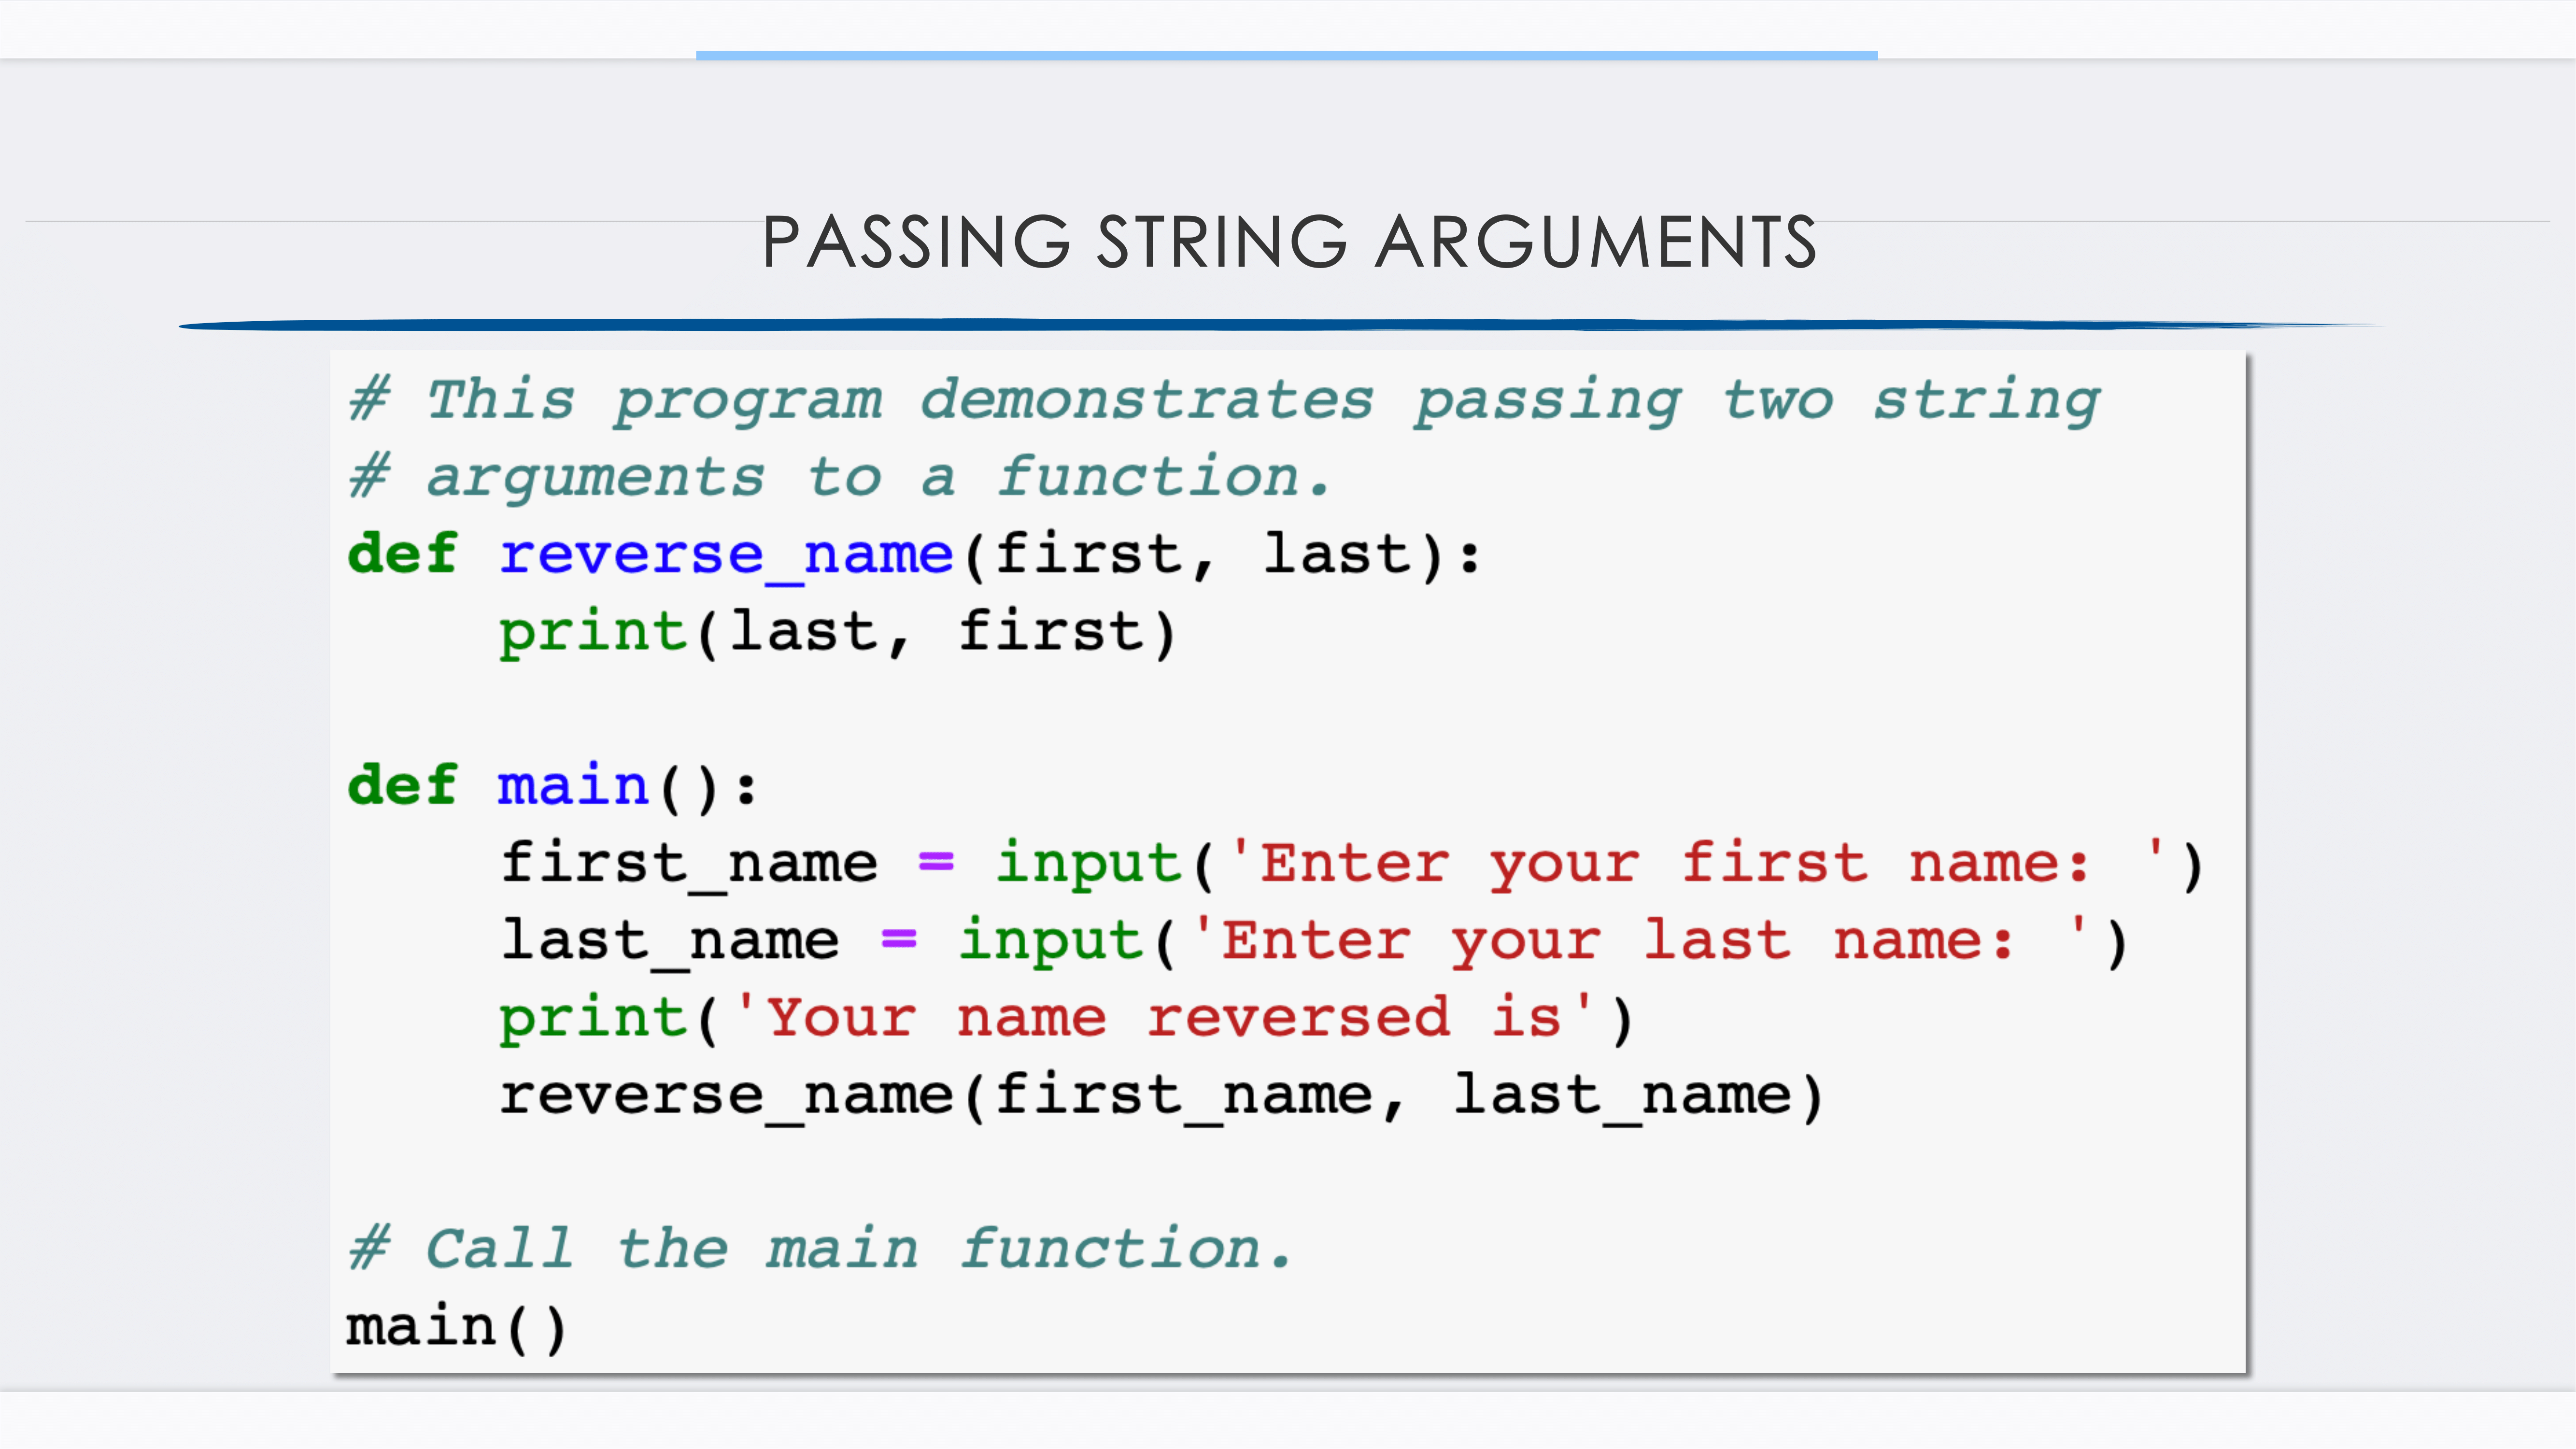 PASSING STRING ARGUMENTS
# This program demonstrates passing two string
# arguments to a function.
def reverse_name(first, last):
    print(last, first)
def main():
    first_name = input('Enter your first name: ')
    last_name = input('Enter your last name: ')
    print('Your name reversed is')
    reverse_name(first_name, last_name)
# Call the main function.
main()